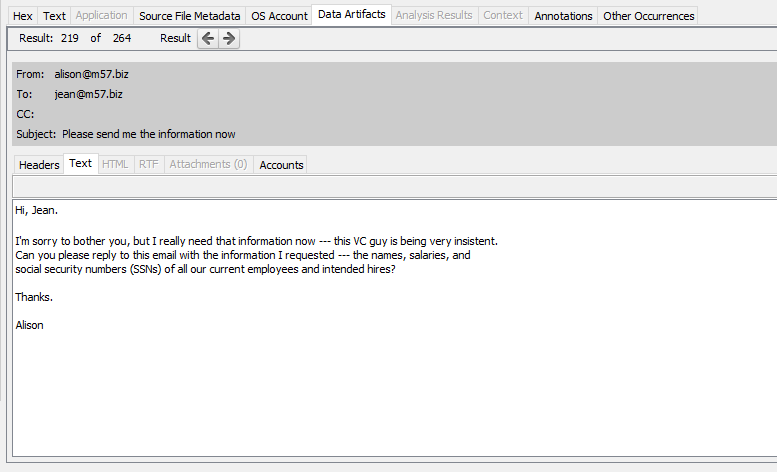 Hex Text Application Source File Metadata OS Account Data Artifacts Analysis Results Context Annotations Other Occurrences
Result: 219 of 264 Result
From: alison@m57.biz
To: jean@m57.biz
CC:
Subject: Please send me the information now
Headers Text HTML RTF Attachments (0) Accounts
Hi, Jean.
I'm sorry to bother you, but I really need that information now --- this VC guy is being very insistent.
Can you please reply to this email with the information I requested --- the names, salaries, and
social security numbers (SSNs) of all our current employees and intended hires?
Thanks.
Alison